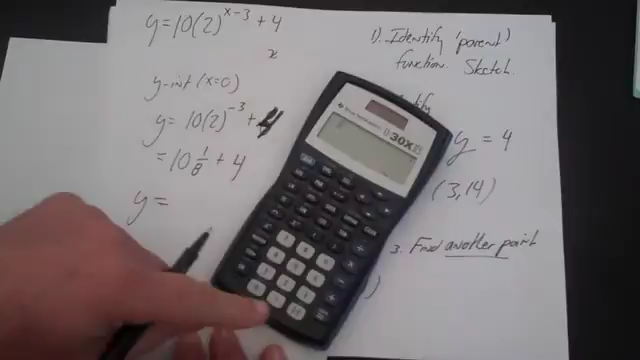 y=10(2)^{x-3}+4
x
y-int (x=0)
y=10(2)^{-3}+4
=10 1/8 +4
y=
1). Identify 'parent'
function. Sketch.
y=4
(3,14)
3. Find another point
)
Texas Instruments
TI-30X